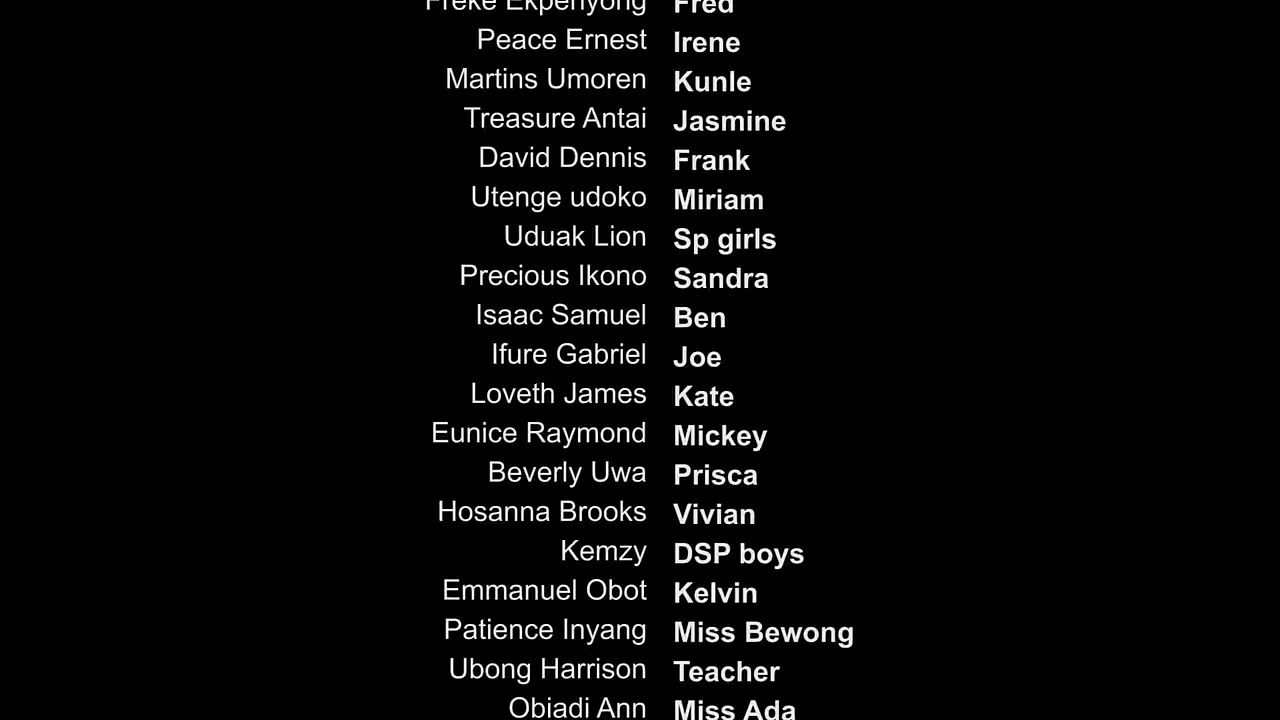 Freke Ekpenyong Fred
Peace Ernest Irene
Martins Umoren Kunle
Treasure Antai Jasmine
David Dennis Frank
Utenge udoko Miriam
Uduak Lion Sp girls
Precious Ikono Sandra
Isaac Samuel Ben
Ifure Gabriel Joe
Loveth James Kate
Eunice Raymond Mickey
Beverly Uwa Prisca
Hosanna Brooks Vivian
Kemzy DSP boys
Emmanuel Obot Kelvin
Patience Inyang Miss Bewong
Ubong Harrison Teacher
Obiadi Ann Miss Ada